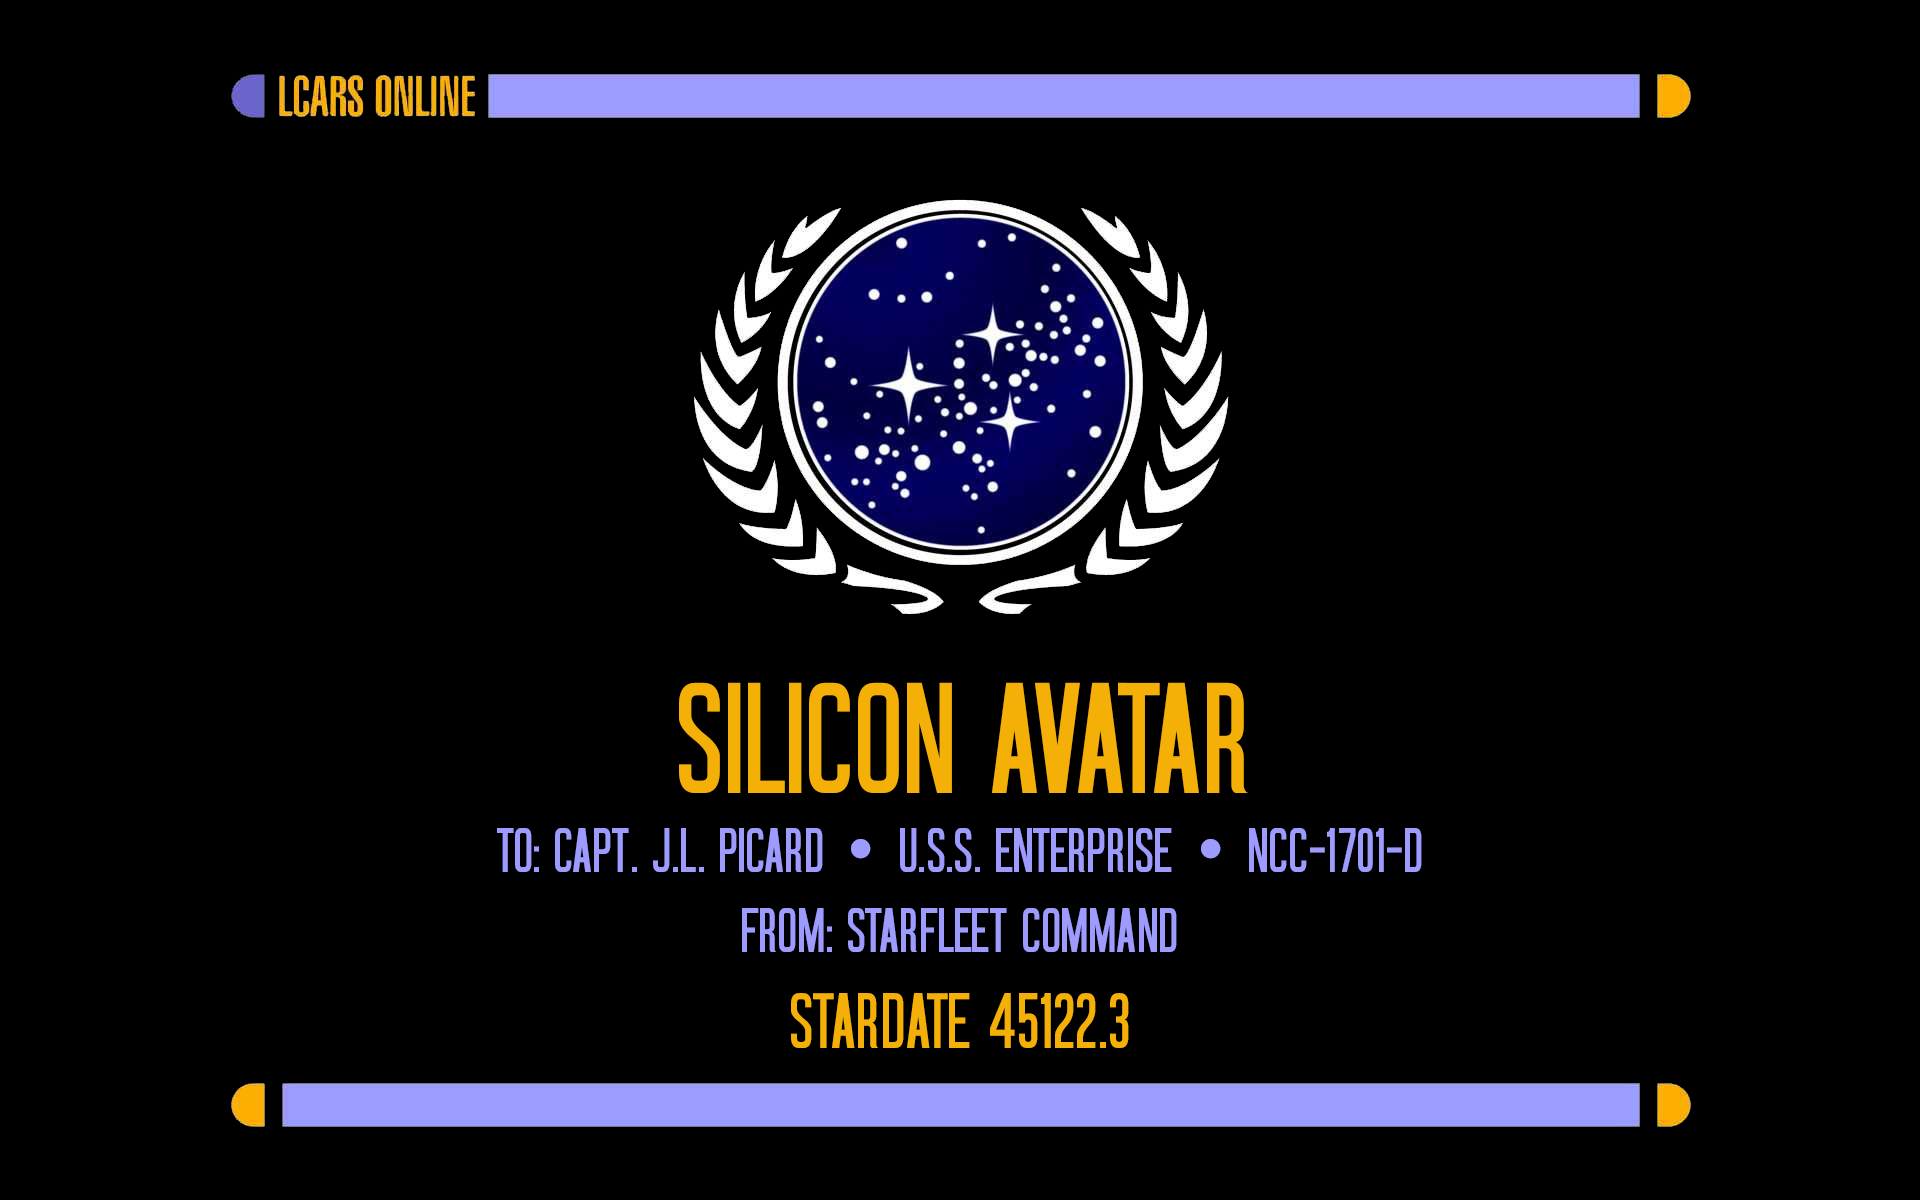 LCARS ONLINE
SILICON AVATAR
TO: CAPT. J.L. PICARD • U.S.S. ENTERPRISE • NCC-1701-D
FROM: STARFLEET COMMAND
STARDATE 45122.3